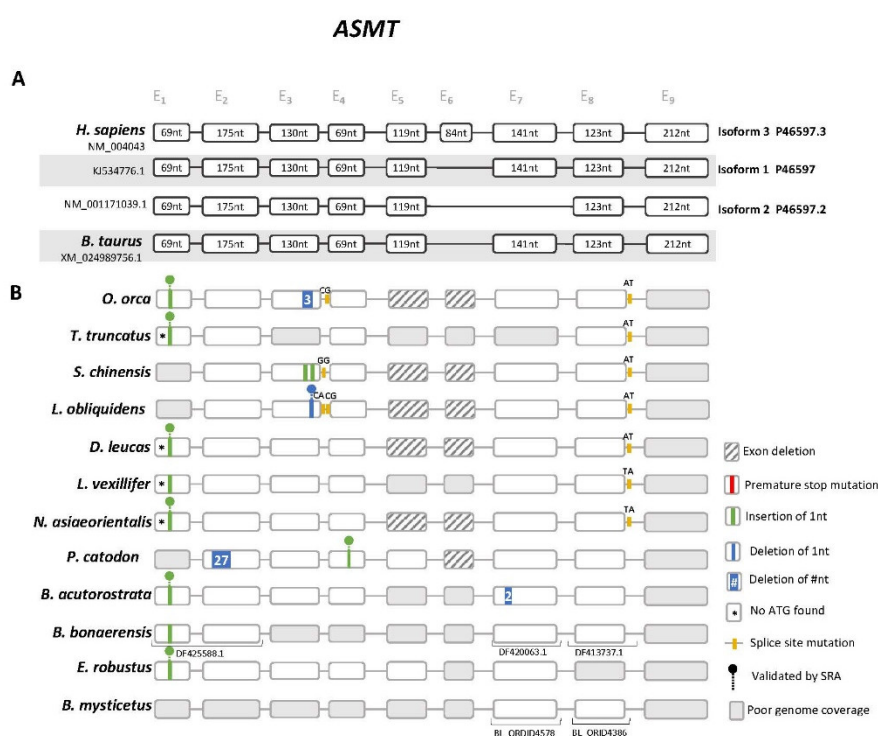 ASMT
A
E1 E2 E3 E4 E5 E6 E7 E8 E9
H. sapiens 69nt 175nt 130nt 69nt 119nt 84nt 141nt 123nt 212nt Isoform 3 P46597.3
NM_004043
KJ534776.1 69nt 175nt 130nt 69nt 119nt 141nt 123nt 212nt Isoform 1 P46597
NM_001171039.1 69nt 175nt 130nt 69nt 119nt 123nt 212nt Isoform 2 P46597.2
B. taurus 69nt 175nt 130nt 69nt 119nt 141nt 123nt 212nt
XM_024989756.1
B
CG AT
O. orca 3
AT
T. truncatus *
GG AT
S. chinensis
CA CG AT
L. obliquidens
AT
D. leucas *
TA
L. vexillifer *
TA
N. asiaeorientalis *
P. catodon 27
B. acutorostrata 2
B. bonaerensis
DF425588.1 DF420063.1 DF413737.1
E. robustus
B. mysticetus
BL_ORDID4578 BL_ORID4386
Exon deletion
Premature stop mutation
Insertion of 1nt
Deletion of 1nt
# Deletion of #nt
* No ATG found
Splice site mutation
Validated by SRA
Poor genome coverage